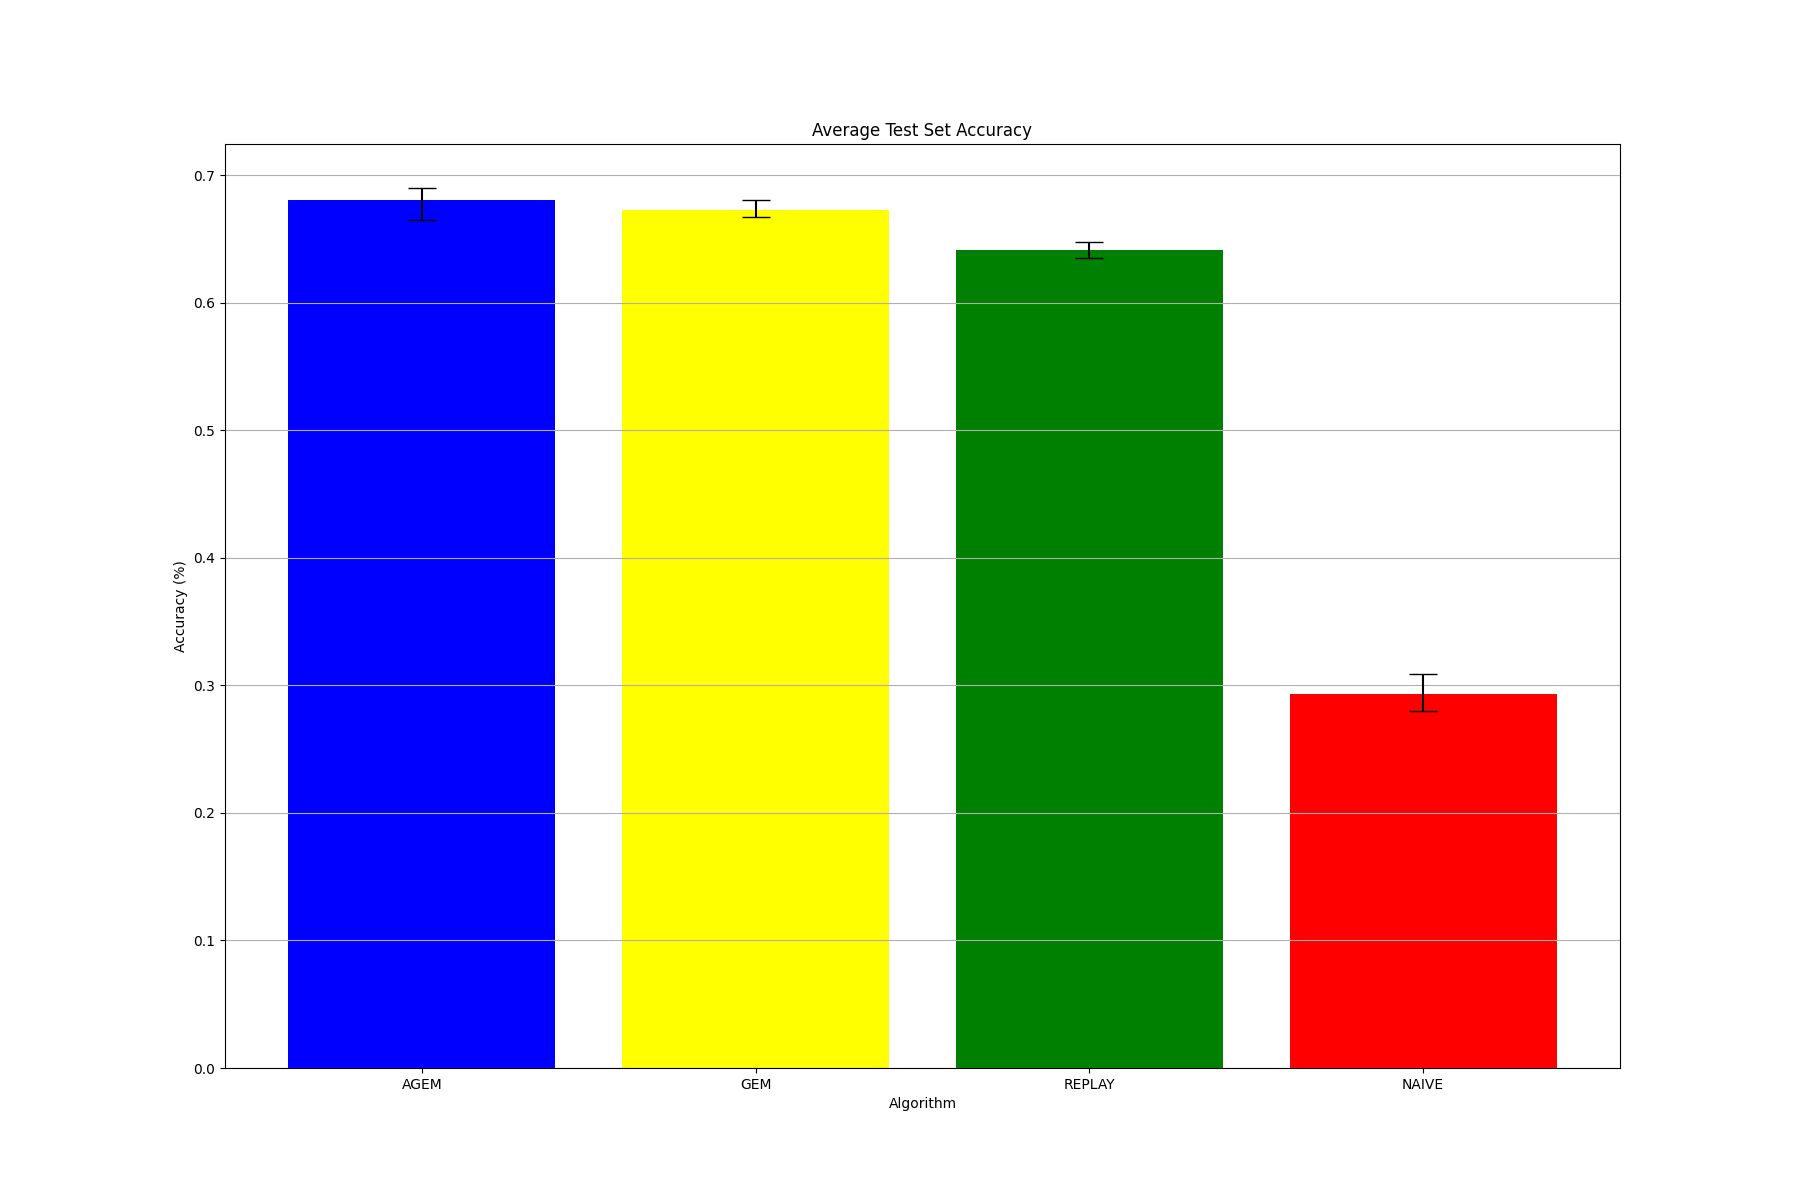 Average Test Set Accuracy
0.7
0.6
0.5
0.4
0.3
0.2
0.1
0.0
Accuracy (%)
AGEM
GEM
REPLAY
NAIVE
Algorithm